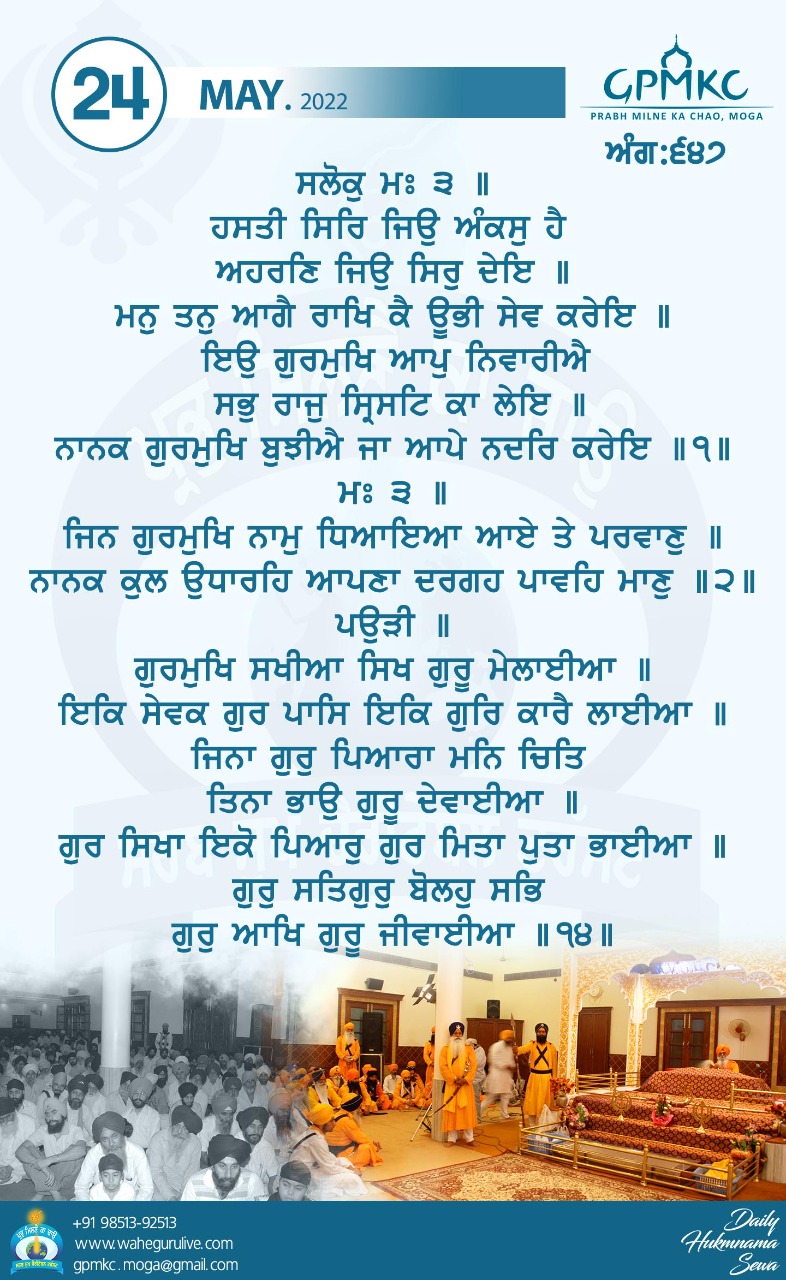 24
MAY. 2022
GPMKC
PRABH MILNE KA CHAO, MOGA
ਅੰਗ:੬੪੭
ਸਲੋਕੁ ਮਃ ੩ ॥
ਹਸਤੀ ਸਿਰਿ ਜਿਉ ਅੰਕਸੁ ਹੈ
ਅਹਰਣਿ ਜਿਉ ਸਿਰੁ ਦੇਇ ॥
ਮਨੁ ਤਨੁ ਆਗੈ ਰਾਖਿ ਕੈ ਊਭੀ ਸੇਵ ਕਰੇਇ ॥
ਇਉ ਗੁਰਮੁਖਿ ਆਪੁ ਨਿਵਾਰੀਐ
ਸਭੁ ਰਾਜੁ ਸ੍ਰਿਸਟਿ ਕਾ ਲੇਇ ॥
ਨਾਨਕ ਗੁਰਮੁਖਿ ਬੁਝੀਐ ਜਾ ਆਪੇ ਨਦਰਿ ਕਰੇਇ ॥੧॥
ਮਃ ੩ ॥
ਜਿਨ ਗੁਰਮੁਖਿ ਨਾਮੁ ਧਿਆਇਆ ਆਏ ਤੇ ਪਰਵਾਣੁ ॥
ਨਾਨਕ ਕੁਲ ਉਧਾਰਹਿ ਆਪਣਾ ਦਰਗਹ ਪਾਵਹਿ ਮਾਣੁ ॥੨॥
ਪਉੜੀ ॥
ਗੁਰਮੁਖਿ ਸਖੀਆ ਸਿਖ ਗੁਰੂ ਮੇਲਾਈਆ ॥
ਇਕਿ ਸੇਵਕ ਗੁਰ ਪਾਸਿ ਇਕਿ ਗੁਰਿ ਕਾਰੈ ਲਾਈਆ ॥
ਜਿਨਾ ਗੁਰੁ ਪਿਆਰਾ ਮਨਿ ਚਿਤਿ
ਤਿਨਾ ਭਾਉ ਗੁਰੂ ਦੇਵਾਈਆ ॥
ਗੁਰ ਸਿਖਾ ਇਕੋ ਪਿਆਰੁ ਗੁਰ ਮਿਤਾ ਪੁਤਾ ਭਾਈਆ ॥
ਗੁਰੁ ਸਤਿਗੁਰੁ ਬੋਲਹੁ ਸਭਿ
ਗੁਰੁ ਆਖਿ ਗੁਰੂ ਜੀਵਾਈਆ ॥੧੪॥
+91 98513-92513
www.wahegurulive.com
gpmkc.moga@gmail.com
Daily
Hukmnama
Sewa